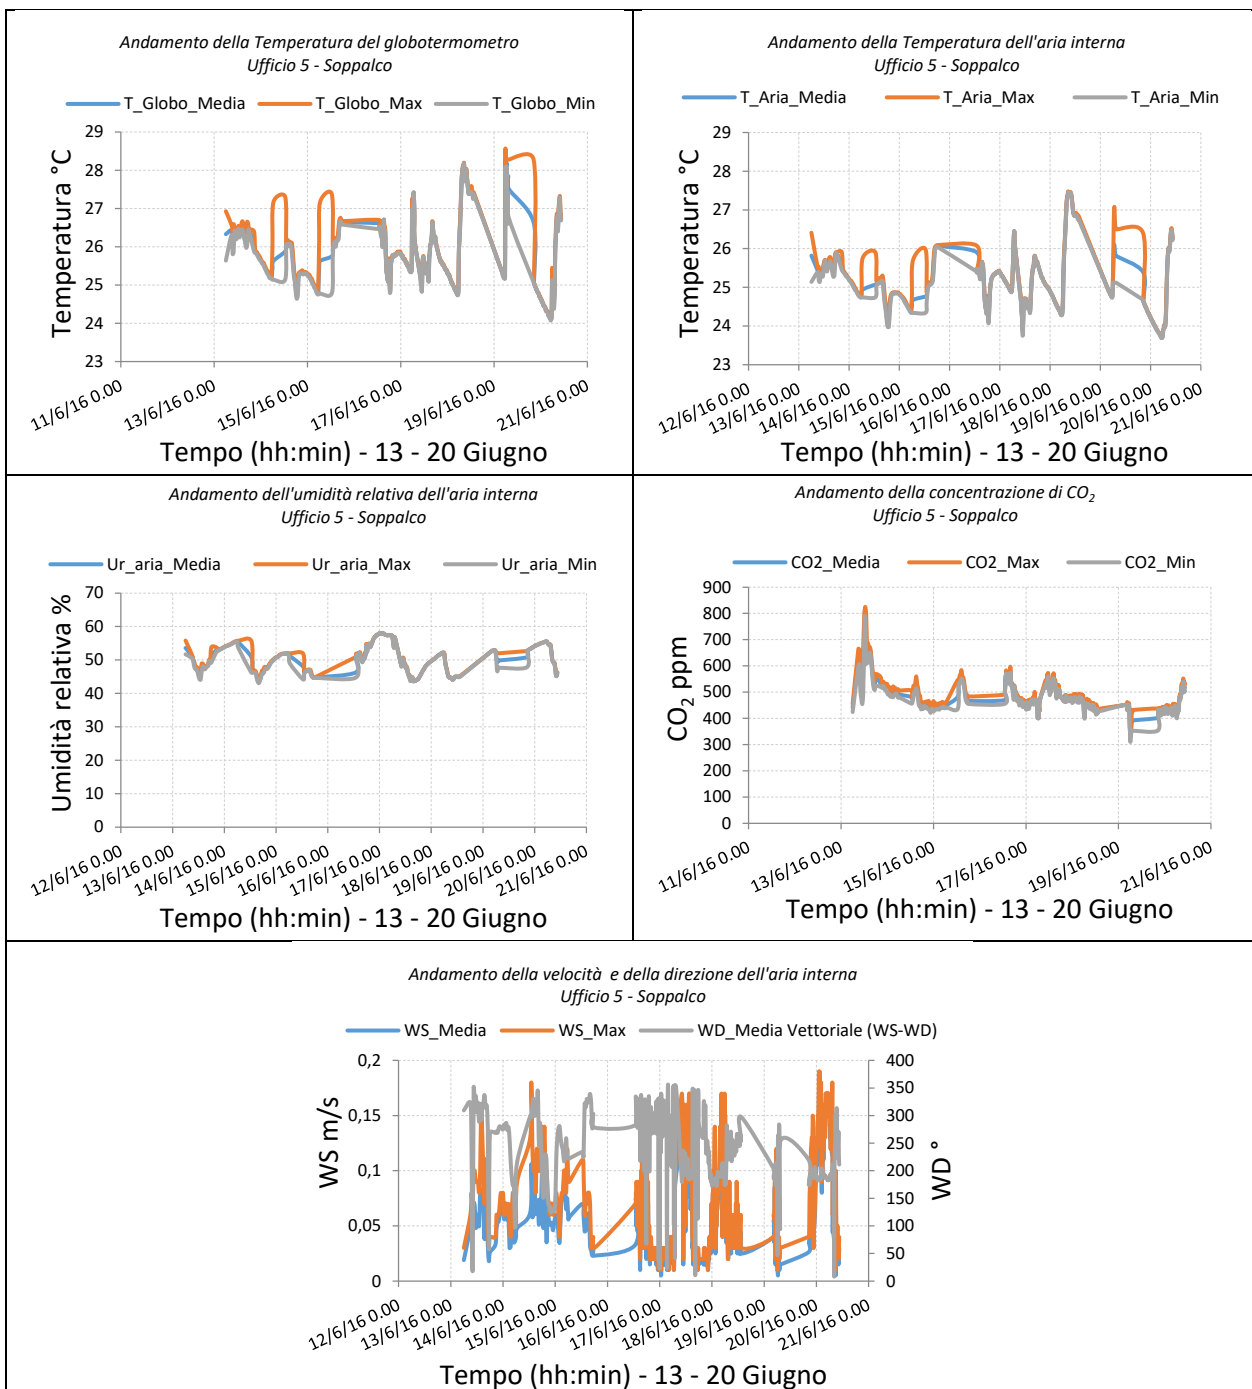 Andamento della Temperatura del globotermometro
Ufficio 5 - Soppalco
T_Globo_Media T_Globo_Max T_Globo_Min
29
28
27
26
25
24
23
Temperatura °C
11/6/16 0.00 13/6/16 0.00 15/6/16 0.00 17/6/16 0.00 19/6/16 0.00 21/6/16 0.00
Tempo (hh:min) - 13 - 20 Giugno
Andamento della Temperatura dell'aria interna
Ufficio 5 - Soppalco
T_Aria_Media T_Aria_Max T_Aria_Min
29
28
27
26
25
24
23
Temperatura °C
12/6/16 0.00 13/6/16 0.00 14/6/16 0.00 15/6/16 0.00 16/6/16 0.00 17/6/16 0.00 18/6/16 0.00 19/6/16 0.00 20/6/16 0.00 21/6/16 0.00
Tempo (hh:min) - 13 - 20 Giugno
Andamento dell'umidità relativa dell'aria interna
Ufficio 5 - Soppalco
Ur_aria_Media Ur_aria_Max Ur_aria_Min
70
60
50
40
30
20
10
0
Umidità relativa %
12/6/16 0.00 13/6/16 0.00 14/6/16 0.00 15/6/16 0.00 16/6/16 0.00 17/6/16 0.00 18/6/16 0.00 19/6/16 0.00 20/6/16 0.00 21/6/16 0.00
Tempo (hh:min) - 13 - 20 Giugno
Andamento della concentrazione di CO₂
Ufficio 5 - Soppalco
CO2_Media CO2_Max CO2_Min
900
800
700
600
500
400
300
200
100
0
CO₂ ppm
11/6/16 0.00 13/6/16 0.00 15/6/16 0.00 17/6/16 0.00 19/6/16 0.00 21/6/16 0.00
Tempo (hh:min) - 13 - 20 Giugno
Andamento della velocità e della direzione dell'aria interna
Ufficio 5 - Soppalco
WS_Media WS_Max WD_Media Vettoriale (WS-WD)
0,2
0,15
0,1
0,05
0
WS m/s
400
350
300
250
200
150
100
50
0
WD °
12/6/16 0.00 13/6/16 0.00 14/6/16 0.00 15/6/16 0.00 16/6/16 0.00 17/6/16 0.00 18/6/16 0.00 19/6/16 0.00 20/6/16 0.00 21/6/16 0.00
Tempo (hh:min) - 13 - 20 Giugno